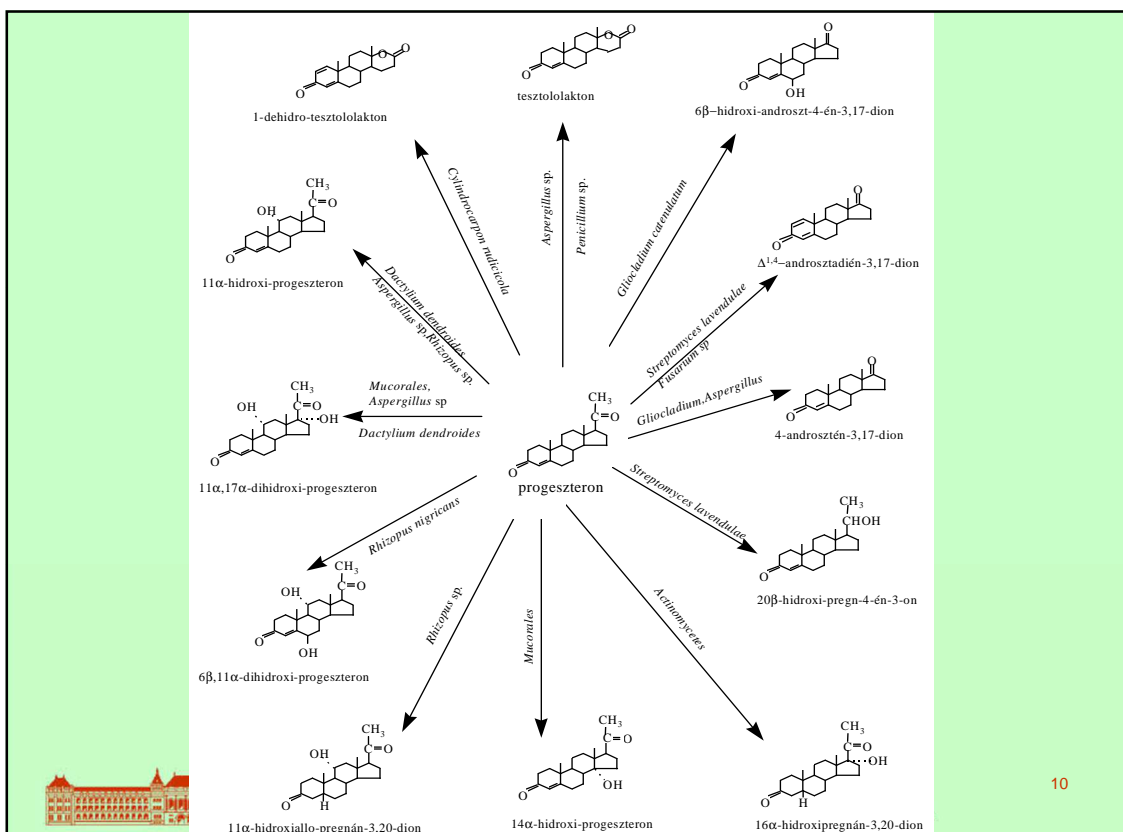 O
O
O
1-dehidro-tesztololakton
O
O
O
tesztololakton
O
O
OH
6β−hidroxi-androszt-4-én-3,17-dion
Cylindrocarpon rudicicola
Aspergillus sp.
Penicillium sp.
Gliocladium catenulatum
CH3
C=O
OH
O
11α-hidroxi-progeszteron
O
O
Δ1,4−androsztadién-3,17-dion
Dactylium dendroides
Aspergillus sp,Rhizopus sp.
Streptomyces lavendulae
Fusarium sp
CH3
C=O
OH
OH
O
11α,17α-dihidroxi-progeszteron
Mucorales,
Aspergillus sp
Dactylium dendroides
CH3
C=O
O
progeszteron
Gliocladium,Aspergillus
O
O
4-androsztén-3,17-dion
Rhizopus nigricans
Streptomyces lavendulae
CH3
CHOH
O
20β-hidroxi-pregn-4-én-3-on
CH3
C=O
OH
O
OH
6β,11α-dihidroxi-progeszteron
Rhizopus sp.
Mucorales
Actinomycetes
CH3
C=O
OH
O
H
11α-hidroxiallo-pregnán-3,20-dion
CH3
C=O
O
OH
14α-hidroxi-progeszteron
CH3
C=O
OH
O
H
16α-hidroxipregnán-3,20-dion
10